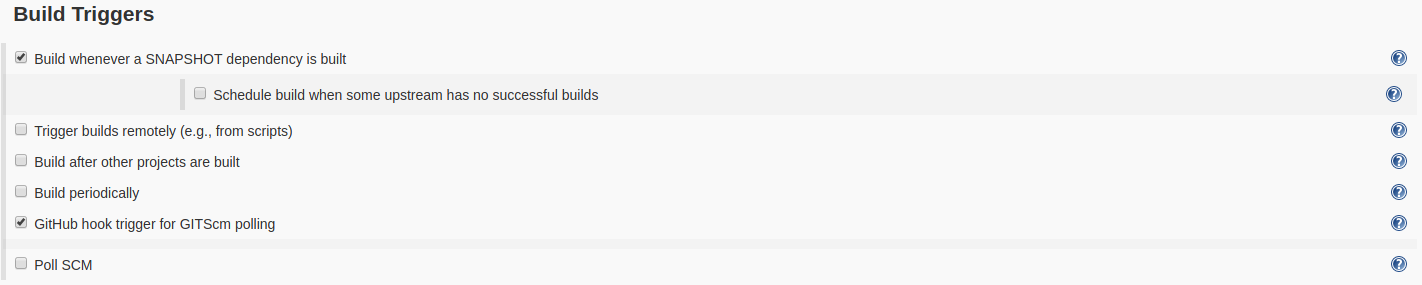 Build Triggers
Build whenever a SNAPSHOT dependency is built
Schedule build when some upstream has no successful builds
Trigger builds remotely (e.g., from scripts)
Build after other projects are built
Build periodically
GitHub hook trigger for GITScm polling
Poll SCM